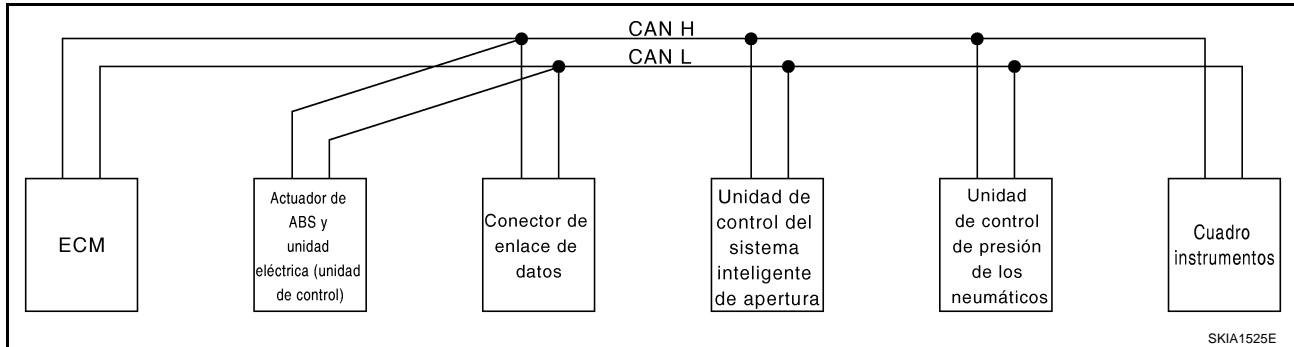 CAN H
CAN L
ECM
Actuador de
ABS y
unidad
eléctrica (unidad
de control)
Conector de
enlace de
datos
Unidad de
control del
sistema
inteligente
de apertura
Unidad
de control
de presión
de los
neumáticos
Cuadro
instrumentos
SKIA1525E